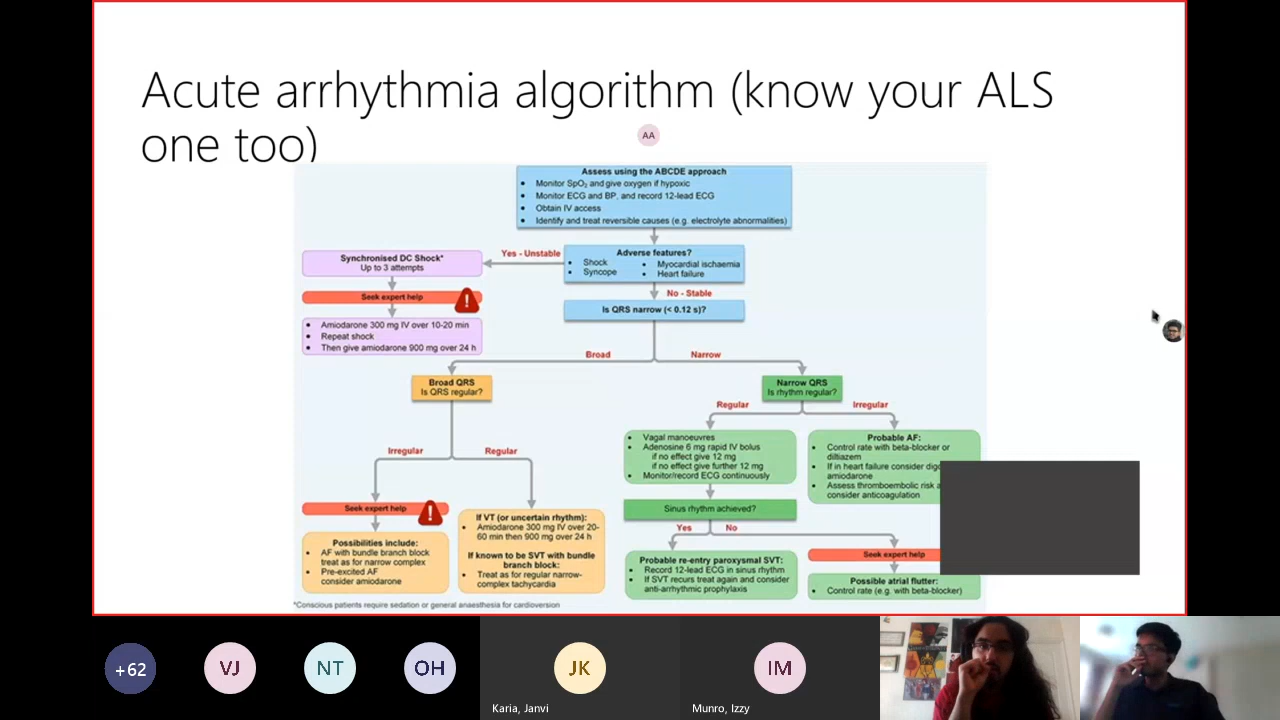 Acute arrhythmia algorithm (know your ALS
one too)
AA
Assess using the ABCDE approach
• Monitor SpO₂ and give oxygen if hypoxic
• Monitor ECG and BP, and record 12-lead ECG
• Obtain IV access
• Identify and treat reversible causes (e.g. electrolyte abnormalities)
Yes - Unstable
Adverse features?
• Shock
• Syncope
• Myocardial ischaemia
• Heart failure
Synchronised DC Shock*
Up to 3 attempts
Seek expert help
!
• Amiodarone 300 mg IV over 10-20 min
• Repeat shock
• Then give amiodarone 900 mg over 24 h
No - Stable
Is QRS narrow (< 0.12 s)?
Broad
Narrow
Broad QRS
Is QRS regular?
Narrow QRS
Is rhythm regular?
Irregular
Regular
Regular
Irregular
Seek expert help
!
Possibilities include:
• AF with bundle branch block
treat as for narrow complex
• Pre-excited AF
consider amiodarone
If VT (or uncertain rhythm):
• Amiodarone 300 mg IV over 20-
60 min then 900 mg over 24 h
If known to be SVT with bundle
branch block:
• Treat as for regular narrow-
complex tachycardia
• Vagal manoeuvres
• Adenosine 6 mg rapid IV bolus
if no effect give 12 mg
if no effect give further 12 mg
• Monitor/record ECG continuously
Probable AF:
• Control rate with beta-blocker or
diltiazem
• If in heart failure consider
amiodarone
• Assess thromboembolic risk
consider anticoagulation
Sinus rhythm achieved?
Yes
No
Probable re-entry paroxysmal SVT:
• Record 12-lead ECG in sinus rhythm
• If SVT recurs treat again and consider
anti-arrhythmic prophylaxis
Seek expert help
Possible atrial flutter:
• Control rate (e.g. with beta-blocker)
*Conscious patients require sedation or general anaesthesia for cardioversion
+62
VJ
NT
OH
JK
Karia, Janvi
IM
Munro, Izzy